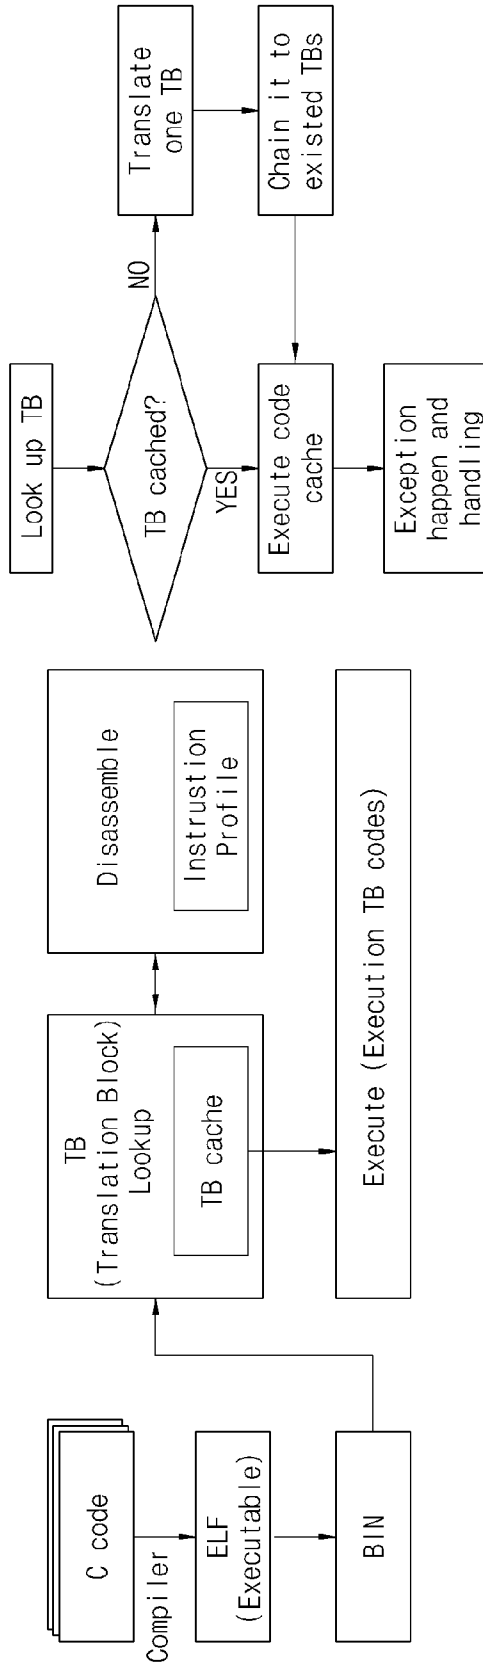 C code
Compiler
ELF
(Executable)
BIN
TB
(Translation Block)
Lookup
TB cache
Disassemble
Instrustion
Profile
Execute (Execution TB codes)
Look up TB
TB cached?
NO
YES
Translate
one TB
Chain it to
existed TBs
Execute code
cache
Exception
happen and
handling